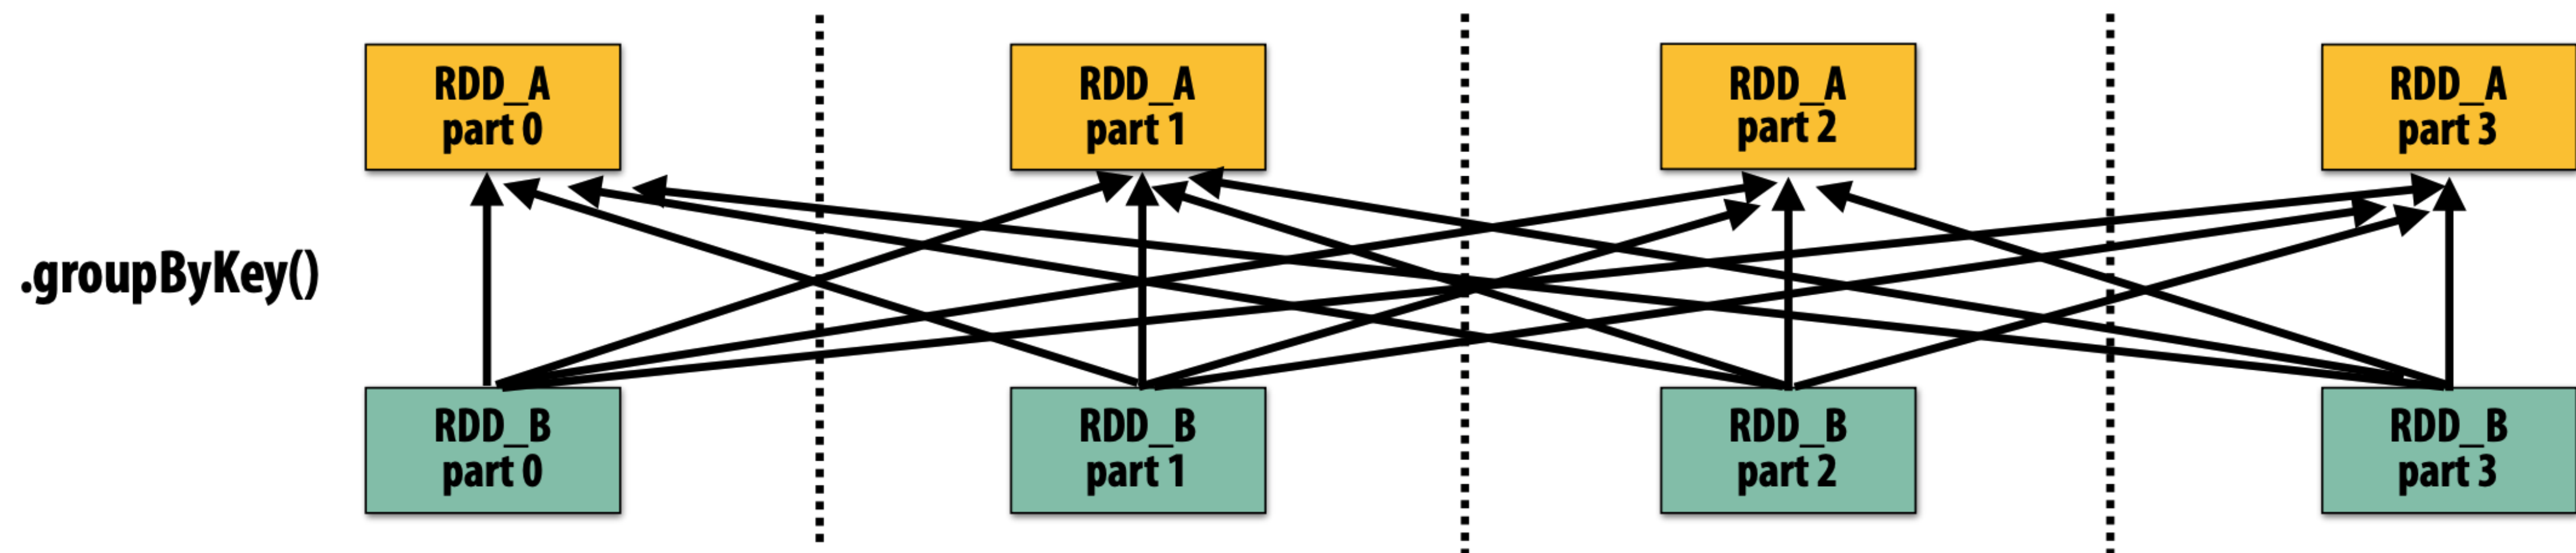 RDD_A
part 0
RDD_A
part 1
RDD_A
part 2
RDD_A
part 3
.groupByKey()
RDD_B
part 0
RDD_B
part 1
RDD_B
part 2
RDD_B
part 3